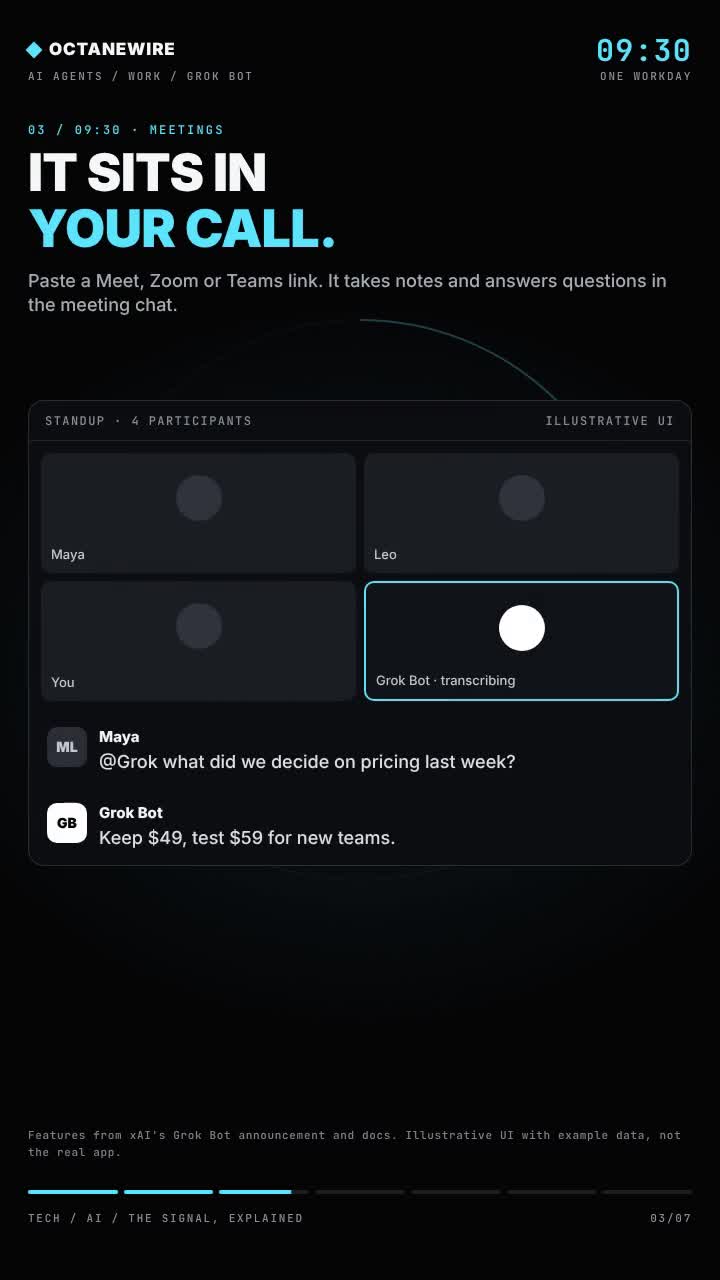 OCTANEWIRE
09:30
AI AGENTS / WORK / GROK BOT
ONE WORKDAY
03 / 09:30 · MEETINGS
IT SITS IN
YOUR CALL.
Paste a Meet, Zoom or Teams link. It takes notes and answers questions in
the meeting chat.
STANDUP · 4 PARTICIPANTS
ILLUSTRATIVE UI
Maya
Leo
You
Grok Bot · transcribing
ML
Maya
@Grok what did we decide on pricing last week?
GB
Grok Bot
Keep $49, test $59 for new teams.
Features from xAI's Grok Bot announcement and docs. Illustrative UI with example data, not
the real app.
TECH / AI / THE SIGNAL, EXPLAINED
03/07